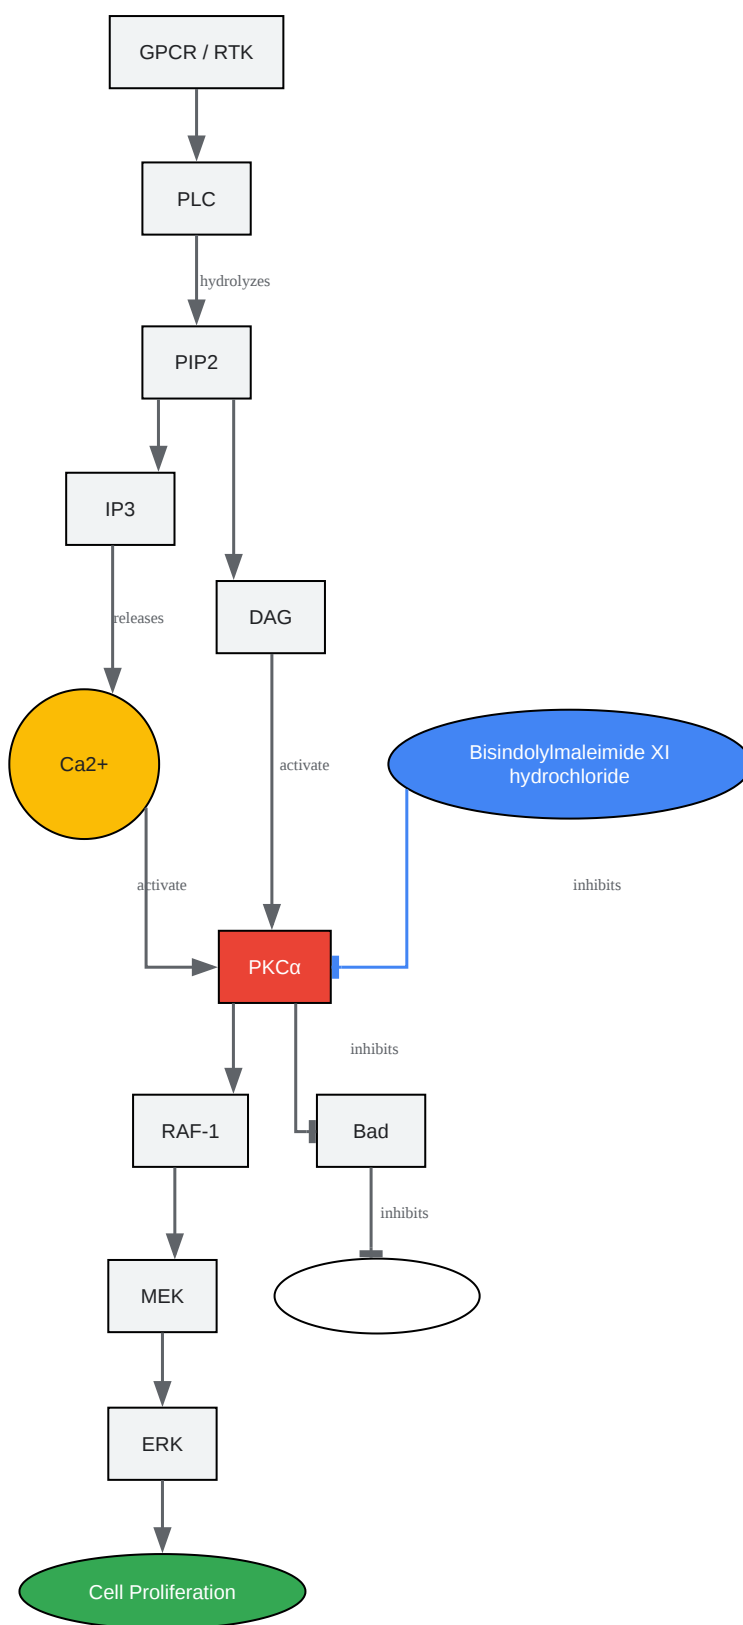 GPCR / RTK
PLC
hydrolyzes
PIP2
IP3
releases
DAG
Ca2+
activate
Bisindolylmaleimide XI
hydrochloride
activate
inhibits
PKCα
inhibits
RAF-1
Bad
inhibits
MEK
ERK
Cell Proliferation